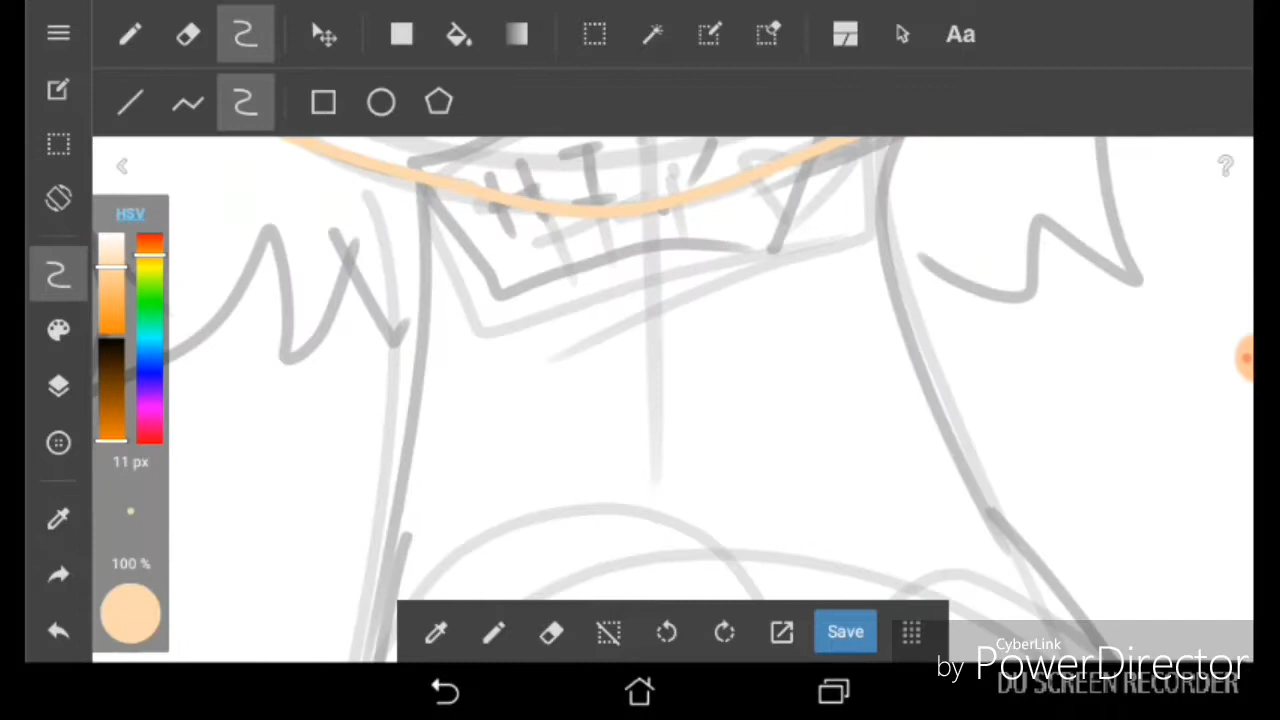 Aa
HSV
11 px
100 %
Save
CyberLink
by PowerDirector
DU SCREEN RECORDER